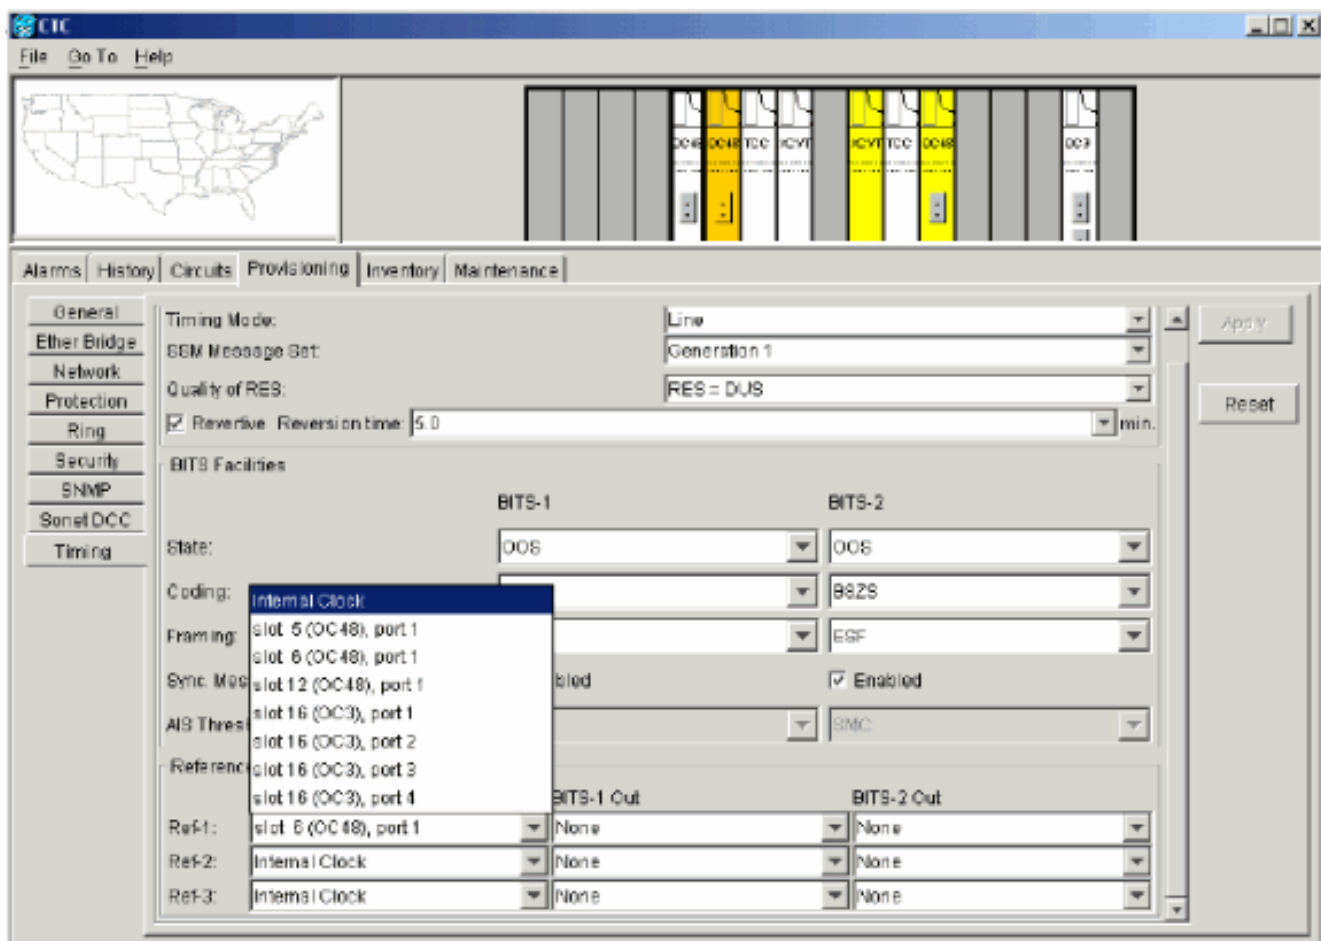 CTC
File Go To Help
OC48 OC48 TCC XCVT XCVT TCC OC48 OC3
Alarms History Circuits Provisioning Inventory Maintenance
General
Ether Bridge
Network
Protection
Ring
Security
SNMP
Sonet DCC
Timing
Timing Mode: Line
SSM Message Set: Generation 1
Quality of RES: RES = DUS
Revertive Reversion time: 5.0 min.
Apply
Reset
BITS Facilities
BITS-1 BITS-2
State: OOS OOS
Coding: B8ZS
Framing: ESF
Sync. Mes bled Enabled
AIS Thres SMC
Internal Clock
slot 5 (OC48), port 1
slot 6 (OC48), port 1
slot 12 (OC48), port 1
slot 16 (OC3), port 1
slot 16 (OC3), port 2
slot 16 (OC3), port 3
slot 16 (OC3), port 4
Reference
BITS-1 Out BITS-2 Out
Ref-1: slot 6 (OC48), port 1 None None
Ref-2: Internal Clock None None
Ref-3: Internal Clock None None